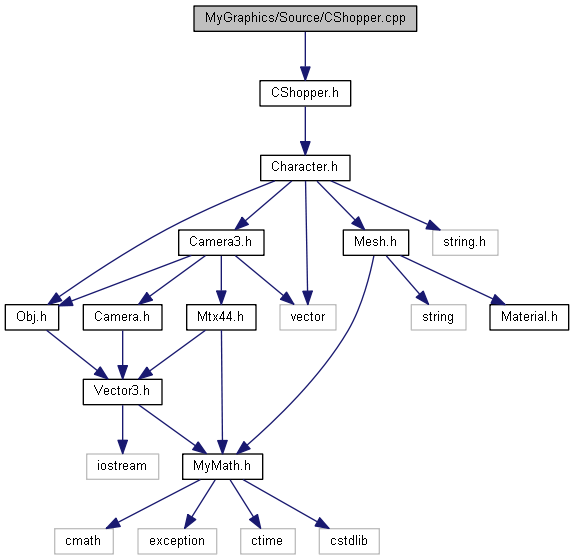 MyGraphics/Source/CShopper.cpp
CShopper.h
Character.h
Camera3.h
Mesh.h
string.h
Obj.h
Camera.h
Mtx44.h
vector
string
Material.h
Vector3.h
iostream
MyMath.h
cmath
exception
ctime
cstdlib